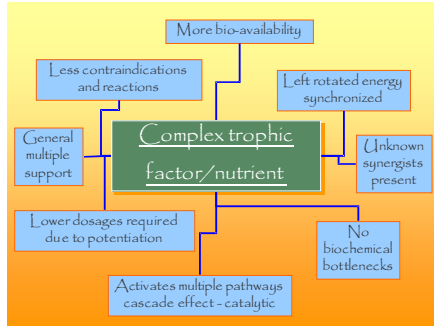 More bio-availability
Less contraindications
and reactions
Left rotated energy
synchronized
Complex trophic
factor/nutrient
General
multiple
support
Unknown
synergists
present
Lower dosages required
due to potentiation
No
biochemical
bottlenecks
Activates multiple pathways
cascade effect - catalytic